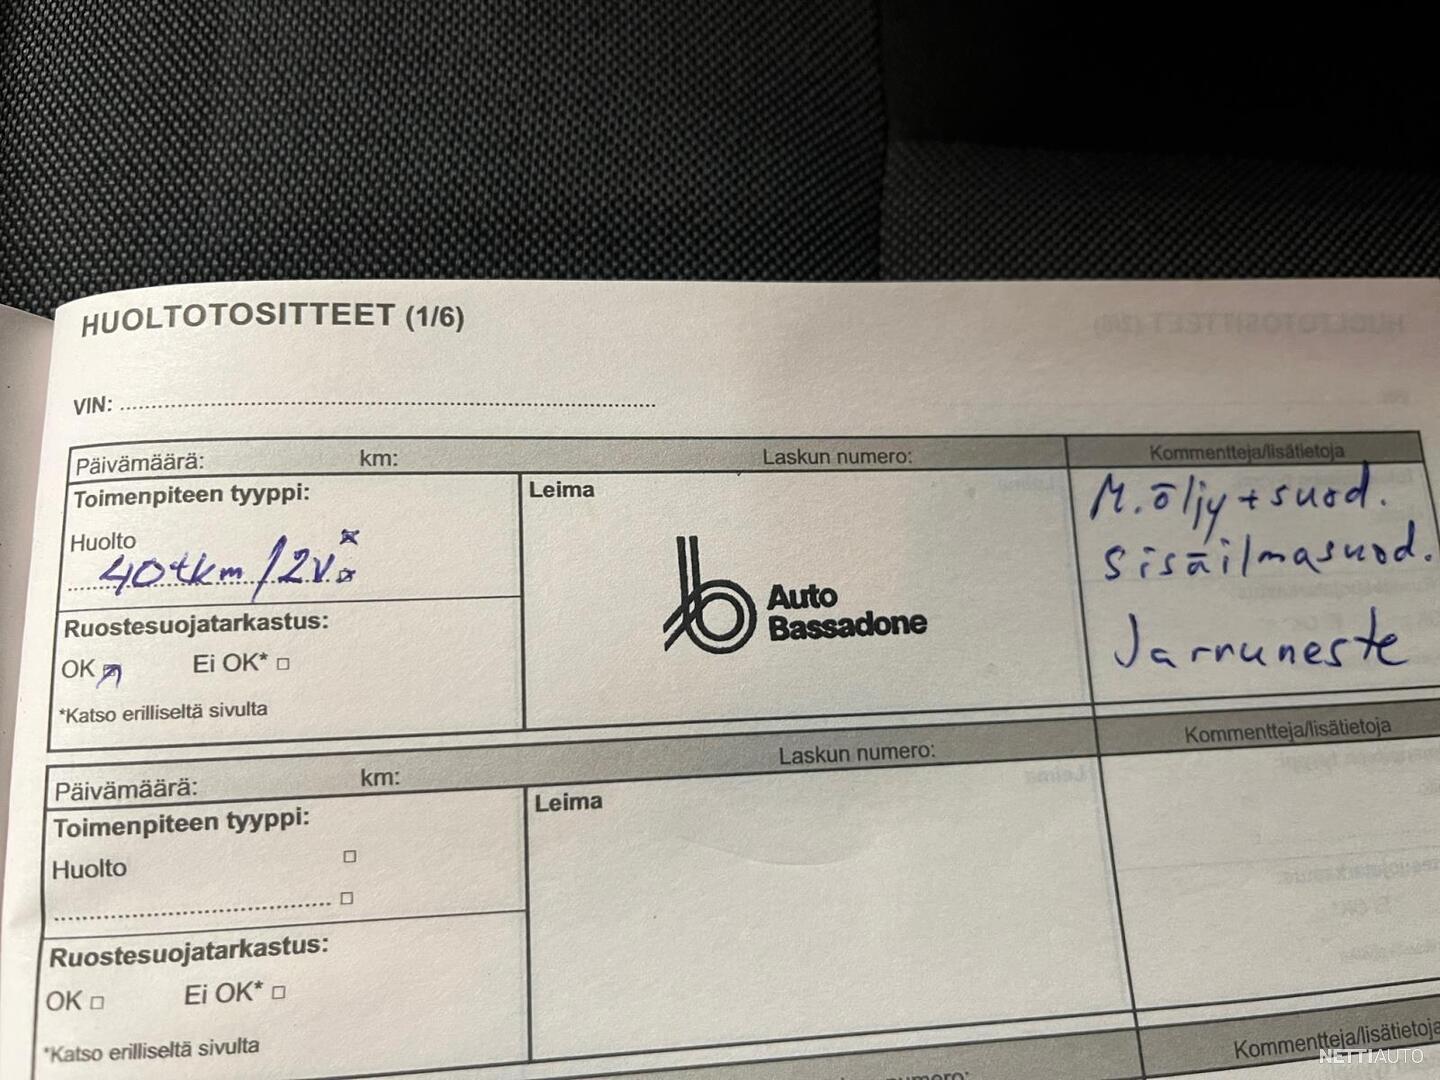 HUOLTOTOSITTEET (1/6)
VIN:
Päivämäärä: km: Laskun numero: Kommentteja/lisätietoja
Toimenpiteen tyyppi:
Huolto
40tkm/2v.
Ruostesuojatarkastus:
OK Ei OK*
*Katso erilliseltä sivulta
Leima
Auto
Bassadone
M.öljy + suod.
Sisäilmasuod.
Jarruneste
Päivämäärä: km: Laskun numero: Kommentteja/lisätietoja
Toimenpiteen tyyppi:
Huolto
Ruostesuojatarkastus:
OK Ei OK*
*Katso erilliseltä sivulta
Leima
numero:
Kommentteja/lisätietoja
NETTIAUTO